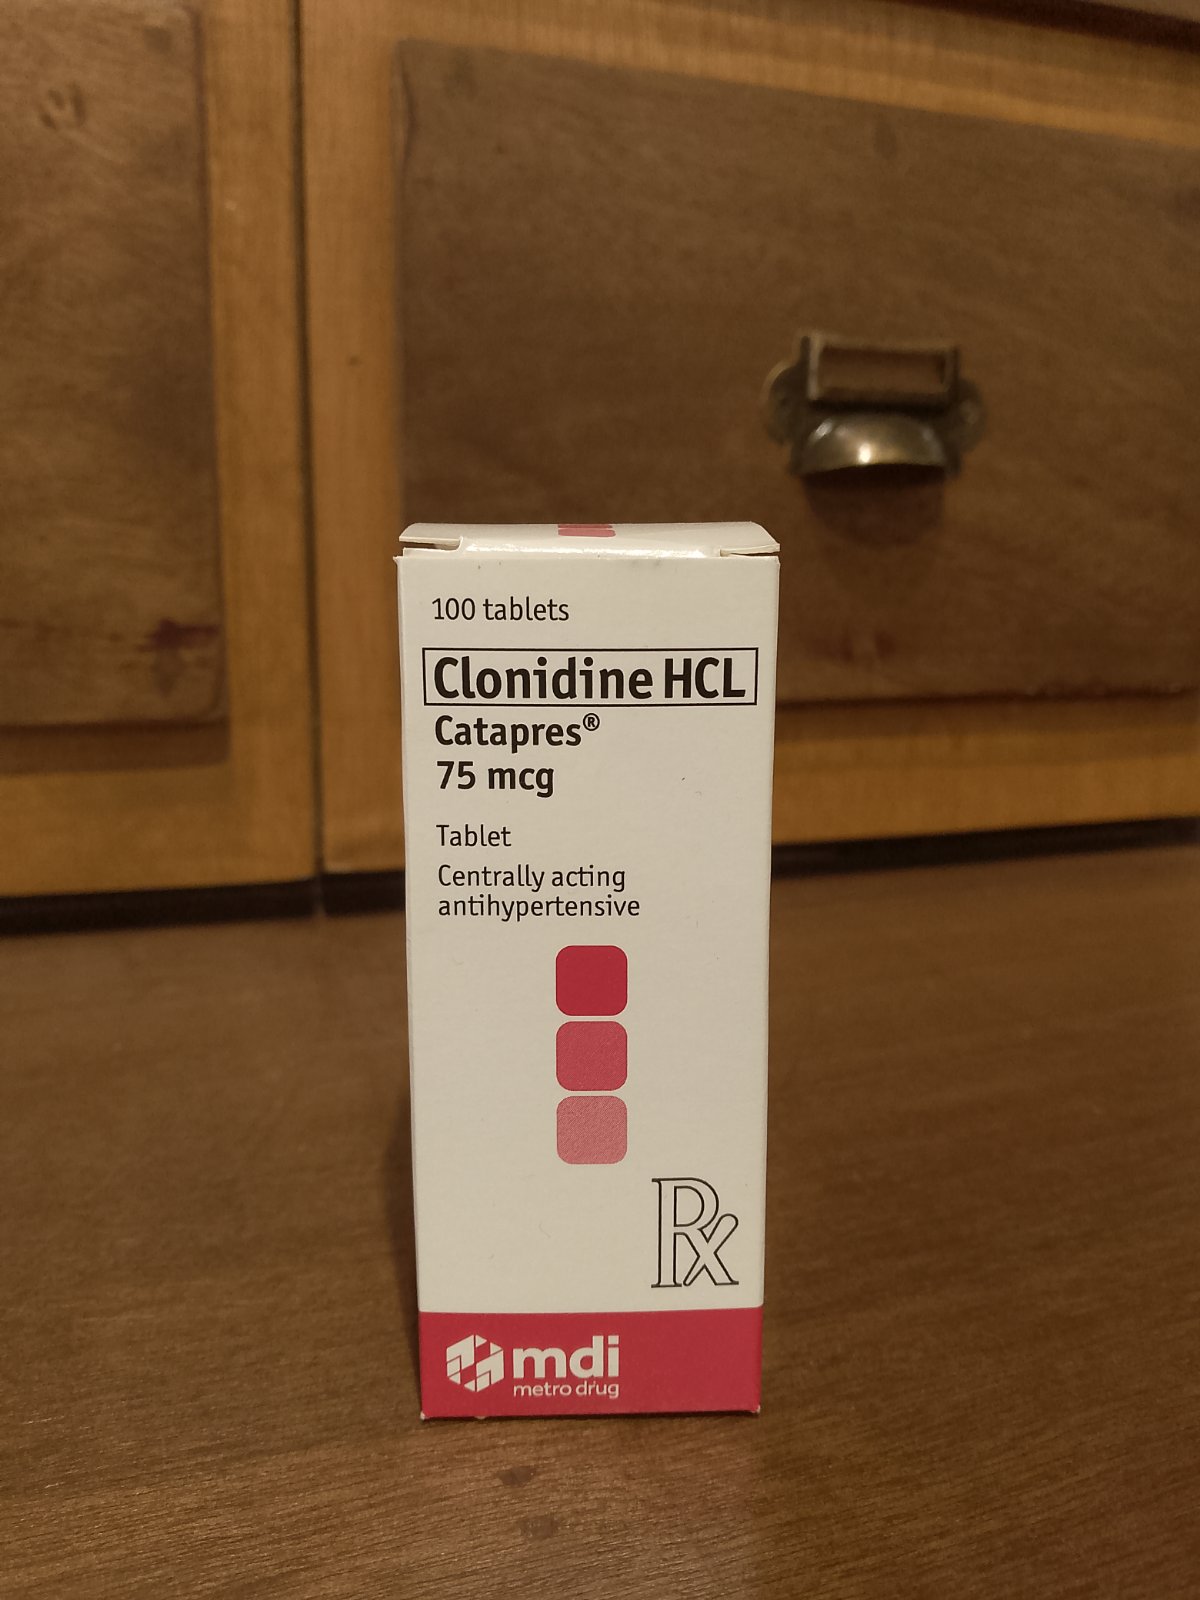 100 tablets
Clonidine HCL
Catapres®
75 mcg
Tablet
Centrally acting
antihypertensive
Rx
mdi
metro drug